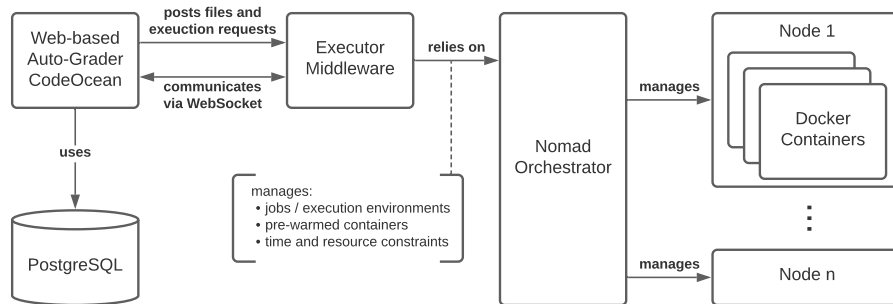 Web-based
Auto-Grader
CodeOcean
posts files and
exeuction requests
communicates
via WebSocket
Executor
Middleware
relies on
Nomad
Orchestrator
manages
Node 1
Docker
Containers
uses
PostgreSQL
manages:
• jobs / execution environments
• pre-warmed containers
• time and resource constraints
manages
Node n